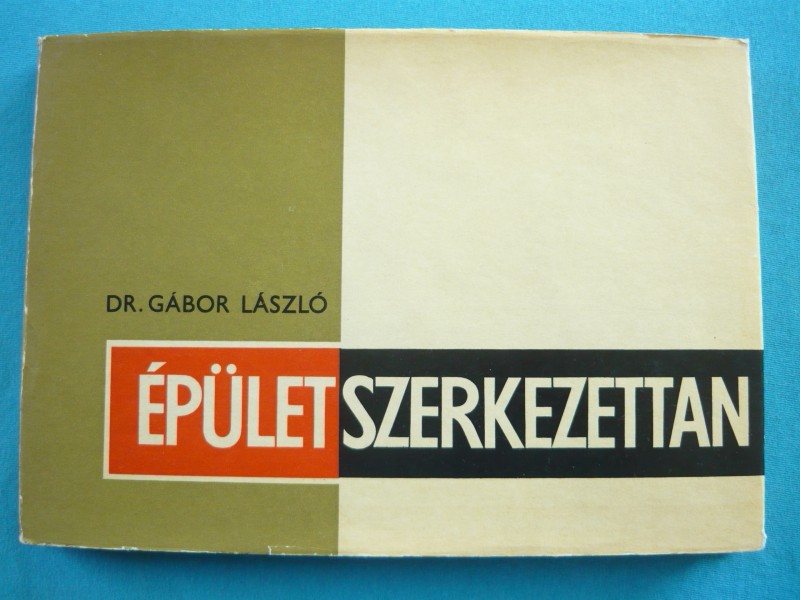 DR. GÁBOR LÁSZLÓ
ÉPÜLETSZERKEZETTAN